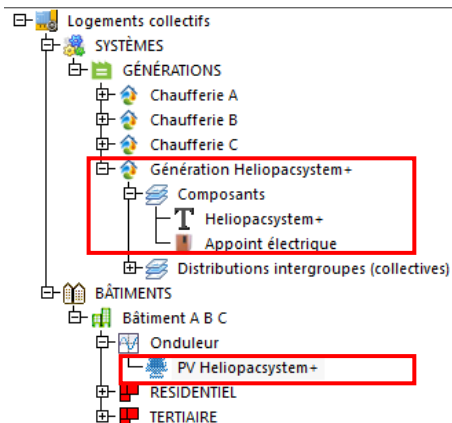 Logements collectifs
SYSTÈMES
GÉNÉRATIONS
Chaufferie A
Chaufferie B
Chaufferie C
Génération Heliopacsystem+
Composants
Heliopacsystem+
Appoint électrique
Distributions intergroupes (collectives)
BÂTIMENTS
Bâtiment A B C
Onduleur
PV Heliopacsystem+
RESIDENTIEL
TERTIAIRE